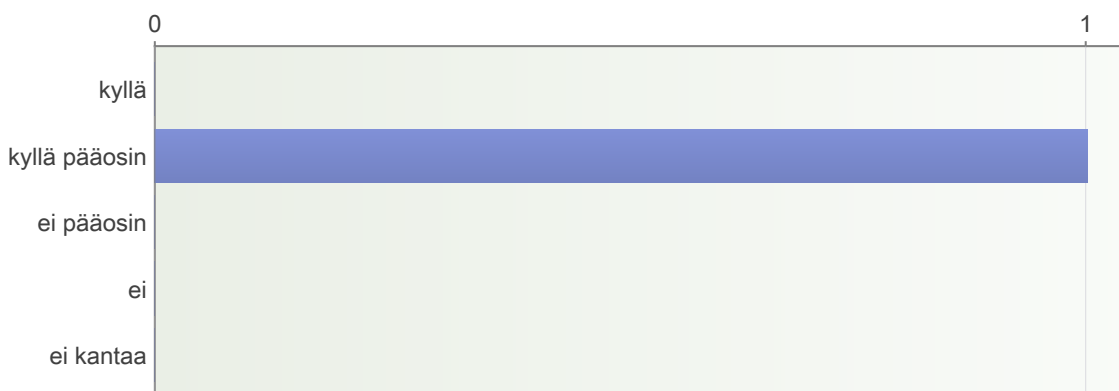 0 1
kyllä
kyllä pääosin
ei pääosin
ei
ei kantaa